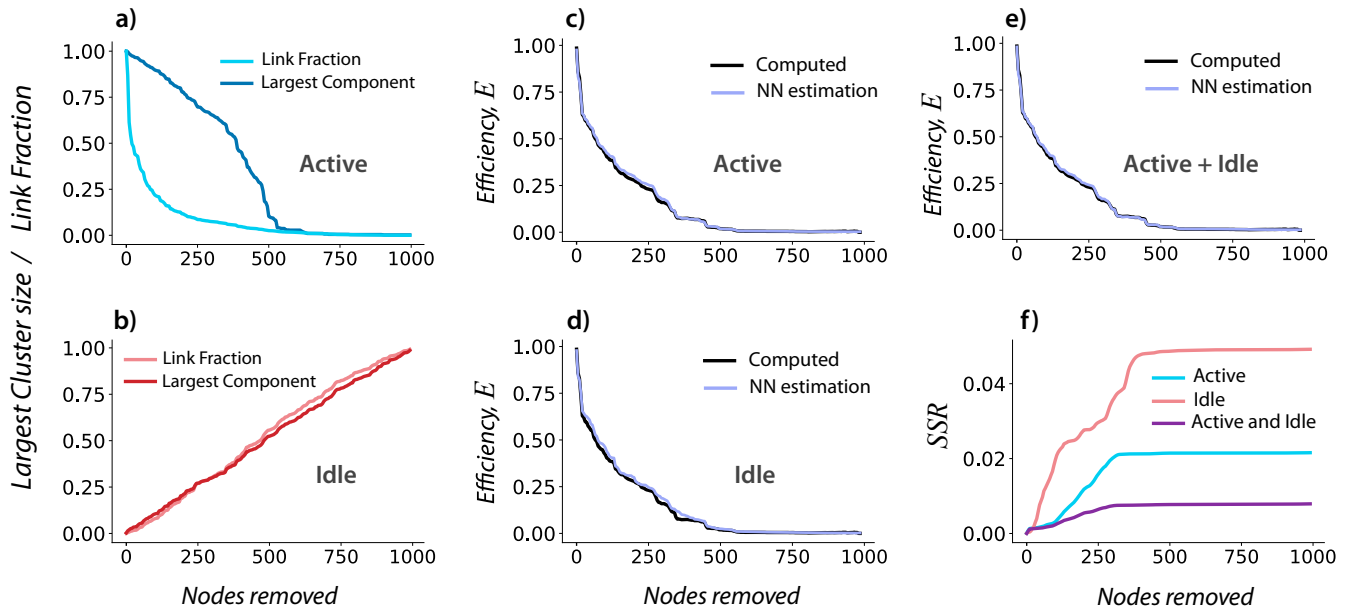 Largest Cluster size / Link Fraction
a)
1.00
0.75
0.50
0.25
0.00
0 250 500 750 1000
Link Fraction
Largest Component
Active
b)
1.00
0.75
0.50
0.25
0.00
0 250 500 750 1000
Link Fraction
Largest Component
Idle
Nodes removed
c)
Efficiency, E
1.00
0.75
0.50
0.25
0.00
0 250 500 750 1000
Computed
NN estimation
Active
d)
Efficiency, E
1.00
0.75
0.50
0.25
0.00
0 250 500 750 1000
Computed
NN estimation
Idle
Nodes removed
e)
Efficiency, E
1.00
0.75
0.50
0.25
0.00
0 250 500 750 1000
Computed
NN estimation
Active + Idle
f)
SSR
0.04
0.02
0.00
0 250 500 750 1000
Active
Idle
Active and Idle
Nodes removed